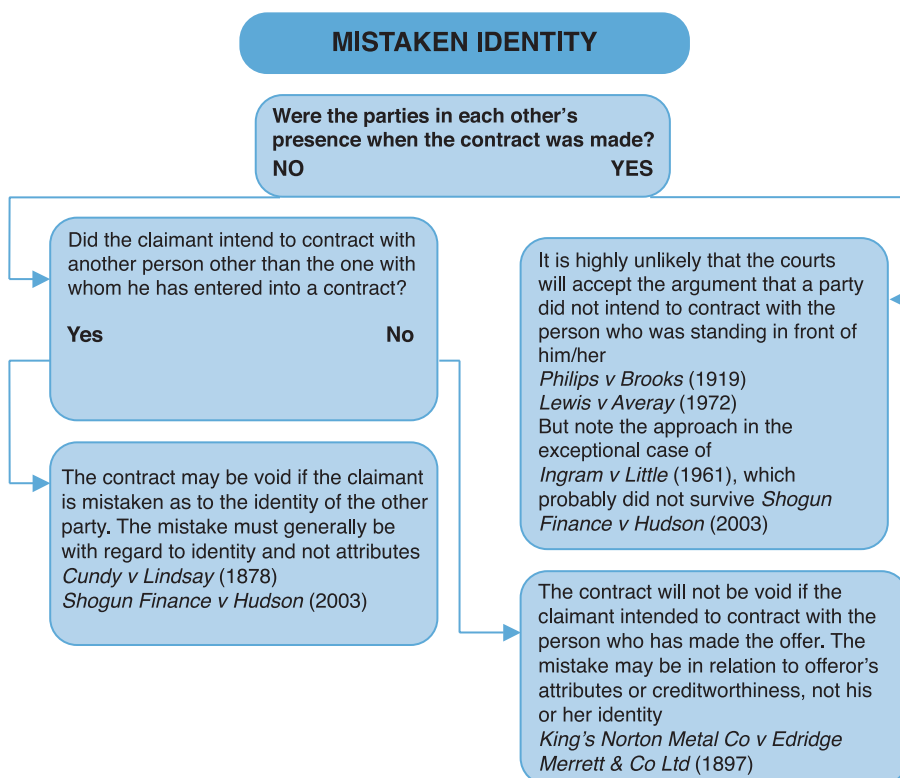 MISTAKEN IDENTITY
Were the parties in each other's
presence when the contract was made?
NO YES
Did the claimant intend to contract with
another person other than the one with
whom he has entered into a contract?
Yes No
It is highly unlikely that the courts
will accept the argument that a party
did not intend to contract with the
person who was standing in front of
him/her
Philips v Brooks (1919)
Lewis v Averay (1972)
But note the approach in the
exceptional case of
Ingram v Little (1961), which
probably did not survive Shogun
Finance v Hudson (2003)
The contract may be void if the claimant
is mistaken as to the identity of the other
party. The mistake must generally be
with regard to identity and not attributes
Cundy v Lindsay (1878)
Shogun Finance v Hudson (2003)
The contract will not be void if the
claimant intended to contract with the
person who has made the offer. The
mistake may be in relation to offeror's
attributes or creditworthiness, not his
or her identity
King's Norton Metal Co v Edridge
Merrett & Co Ltd (1897)